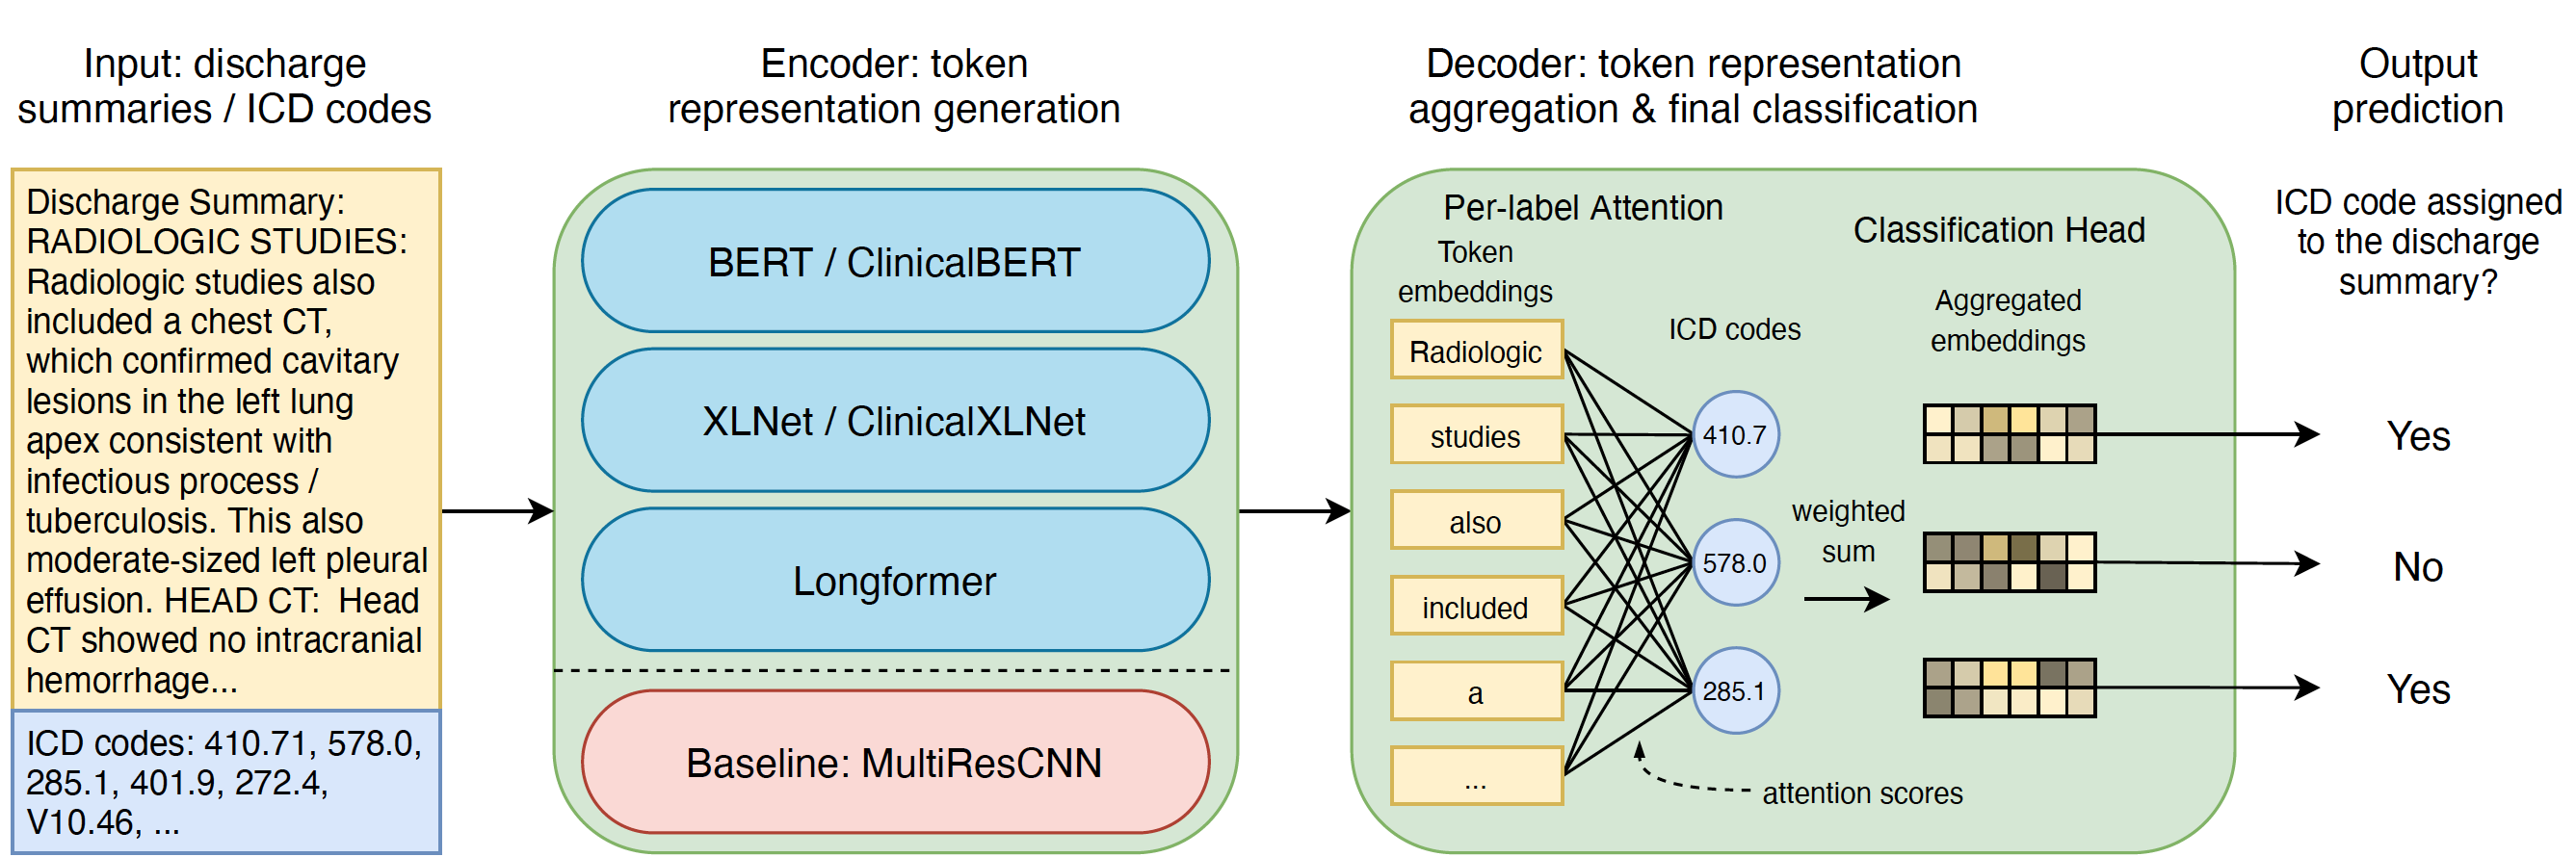 Input: discharge
summaries / ICD codes
Discharge Summary:
RADIOLOGIC STUDIES:
Radiologic studies also
included a chest CT,
which confirmed cavitary
lesions in the left lung
apex consistent with
infectious process /
tuberculosis. This also
moderate-sized left pleural
effusion. HEAD CT: Head
CT showed no intracranial
hemorrhage...
ICD codes: 410.71, 578.0,
285.1, 401.9, 272.4,
V10.46, ...
Encoder: token
representation generation
BERT / ClinicalBERT
XLNet / ClinicalXLNet
Longformer
Baseline: MultiResCNN
Decoder: token representation
aggregation & final classification
Per-label Attention
Token
embeddings
Radiologic
studies
also
included
a
...
ICD codes
410.7
578.0
285.1
attention scores
weighted
sum
Classification Head
Aggregated
embeddings
Output
prediction
ICD code assigned
to the discharge
summary?
Yes
No
Yes